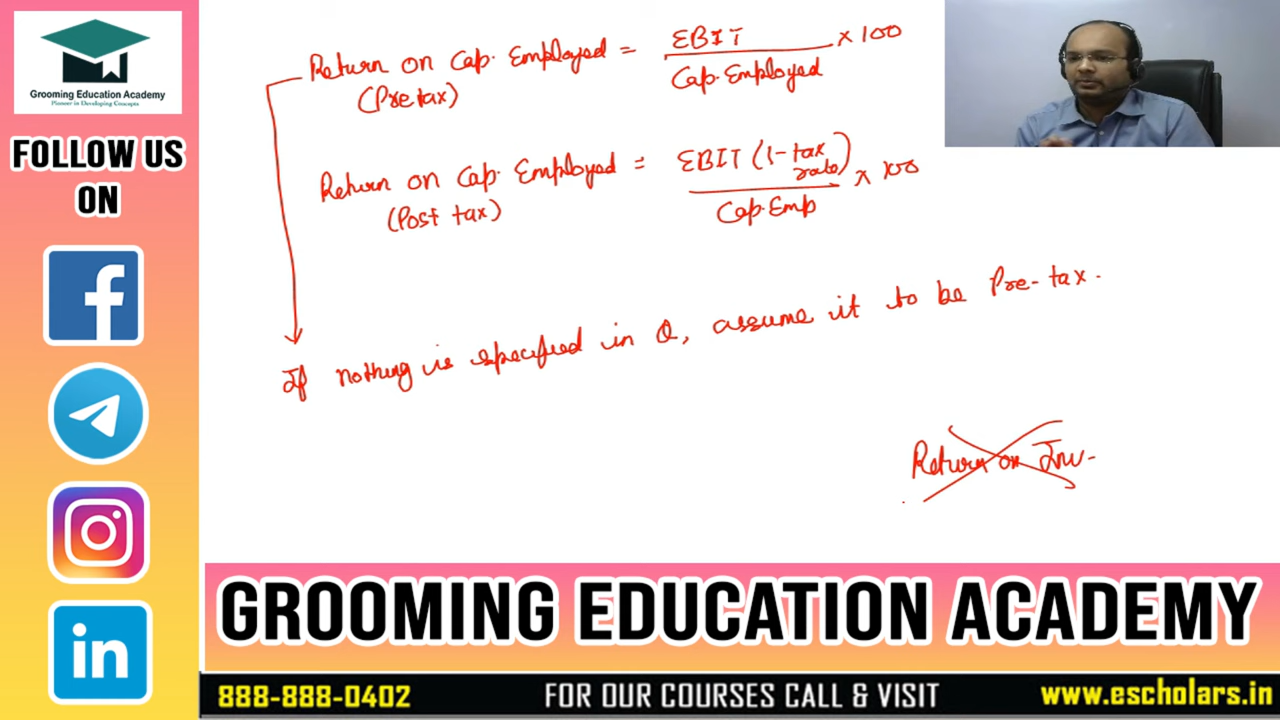 Grooming Education Academy
Pioneer in Developing Concepts
FOLLOW US
ON
Return on Cap. Employed = EBIT / Cap. Employed × 100
(Pre tax)
Return on Cap. Employed = EBIT (1 - tax rate) / Cap. Emp × 100
(Post tax)
If nothing is specified in Q, assume it to be Pre-tax.
Return on Inv.
f
in
GROOMING EDUCATION ACADEMY
888-888-0402
FOR OUR COURSES CALL & VISIT
www.escholars.in